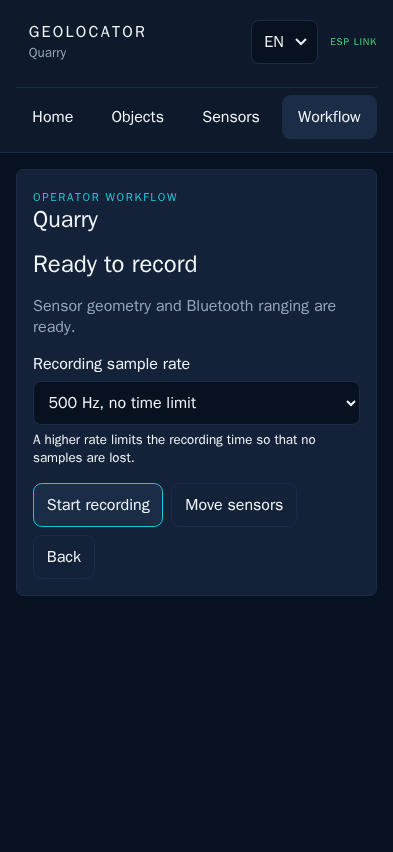 GEOLOCATOR
Quarry
EN
ESP LINK
Home
Objects
Sensors
Workflow
OPERATOR WORKFLOW
Quarry
Ready to record
Sensor geometry and Bluetooth ranging are
ready.
Recording sample rate
500 Hz, no time limit
A higher rate limits the recording time so that no
samples are lost.
Start recording
Move sensors
Back